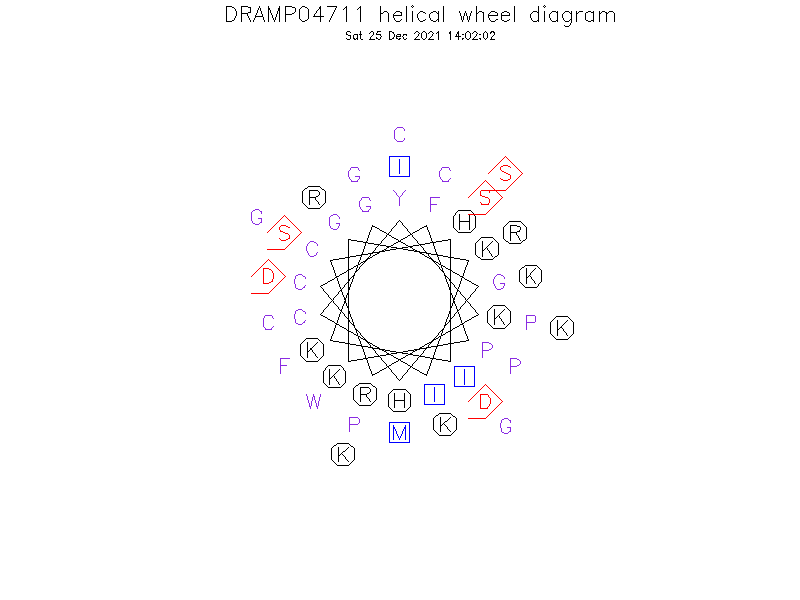 DRAMP04711 helical wheel diagram
Sat 25 Dec 2021 14:02:02
C
I
G C S
R Y S
G F
G G H
S R
C K
D K
C G
C C K P K
K P
F P
K I
R I
W H D
P K G
M
K